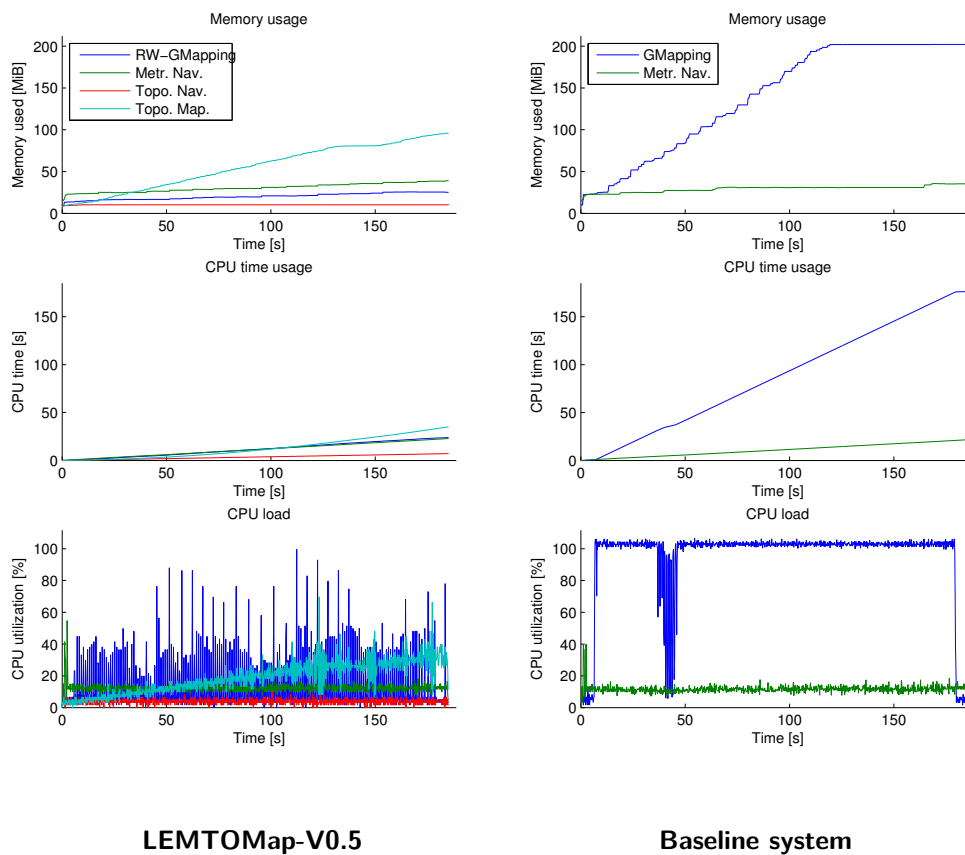 Memory usage
Memory used [MiB]
200
150
100
50
0
RW-GMapping
Metr. Nav.
Topo. Nav.
Topo. Map.
0 50 100 150
Time [s]
Memory usage
Memory used [MiB]
200
150
100
50
0
GMapping
Metr. Nav.
0 50 100 150
Time [s]
CPU time usage
CPU time [s]
150
100
50
0
0 50 100 150
Time [s]
CPU time usage
CPU time [s]
150
100
50
0
0 50 100 150
Time [s]
CPU load
CPU utilization [%]
100
80
60
40
20
0
0 50 100 150
Time [s]
CPU load
CPU utilization [%]
100
80
60
40
20
0
0 50 100 150
Time [s]
LEMTOMap-V0.5
Baseline system